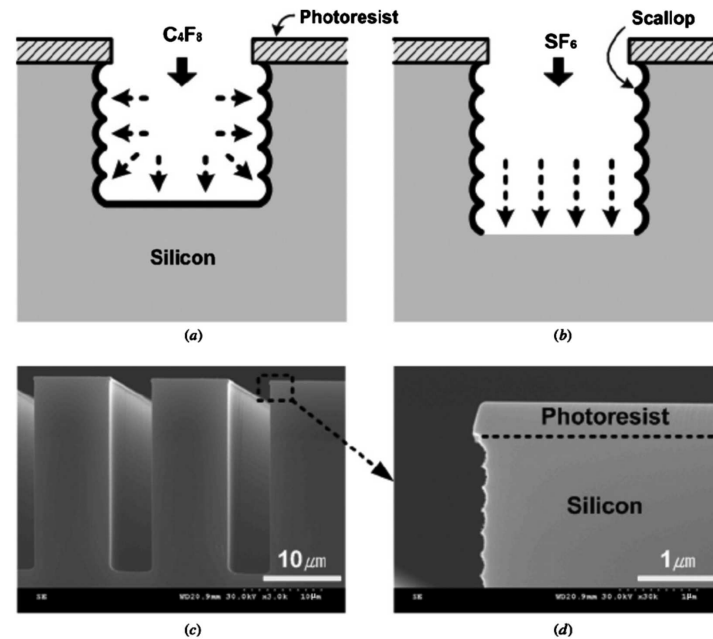 C₄F₈
Photoresist
Silicon
(a)
SF₆
Scallop
(b)
10 μm
SE WD20.9mm 30.0kV x3.0k 10μm
(c)
Photoresist
Silicon
1 μm
SE WD20.9mm 30.0kV x30k 1μm
(d)